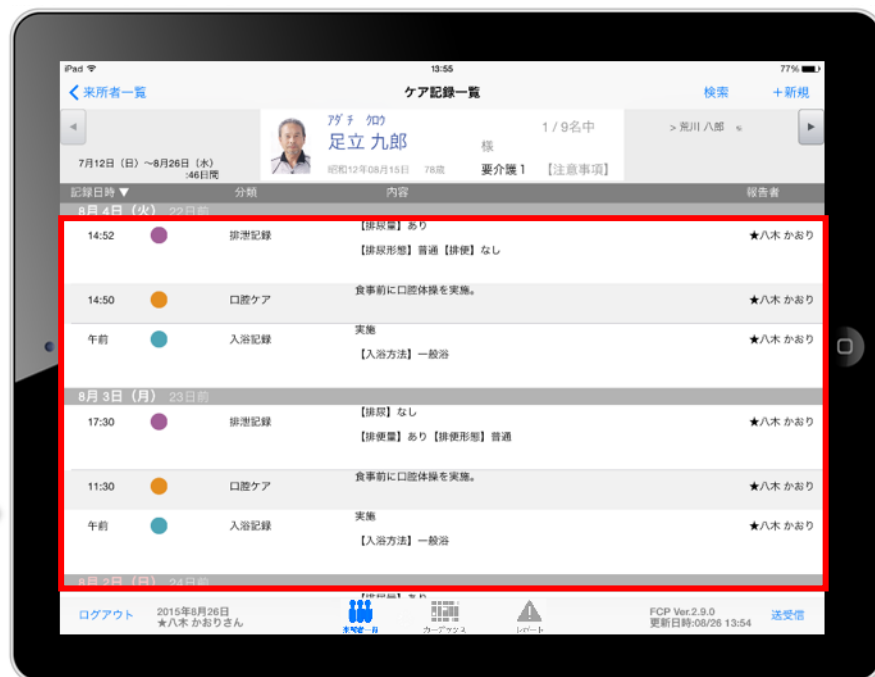 iPad 13:55 77%
来所者一覧 ケア記録一覧 検索 +新規
アダチ クロウ
足立 九郎 様 1 / 9名中 > 荒川 八郎
7月12日（日）～8月26日（水）
:46日間
昭和12年08月15日 78歳 要介護 1 【注意事項】
記録日時 ▼ 分類 内容 報告者
8月 4日（火） 22日前
14:52 排泄記録 【排尿量】あり ★八木 かおり
【排尿形態】普通【排便】なし
14:50 口腔ケア 食事前に口腔体操を実施。 ★八木 かおり
午前 入浴記録 実施 ★八木 かおり
【入浴方法】一般浴
8月 3日（月） 23日前
17:30 排泄記録 【排尿】なし ★八木 かおり
【排便量】あり【排便形態】普通
11:30 口腔ケア 食事前に口腔体操を実施。 ★八木 かおり
午前 入浴記録 実施 ★八木 かおり
【入浴方法】一般浴
8月 2日（日） 24日前
ログアウト 2015年8月26日
★八木 かおりさん
来所者一覧 カーデックス レポート
FCP Ver.2.9.0
更新日時:08/26 13:54 送受信